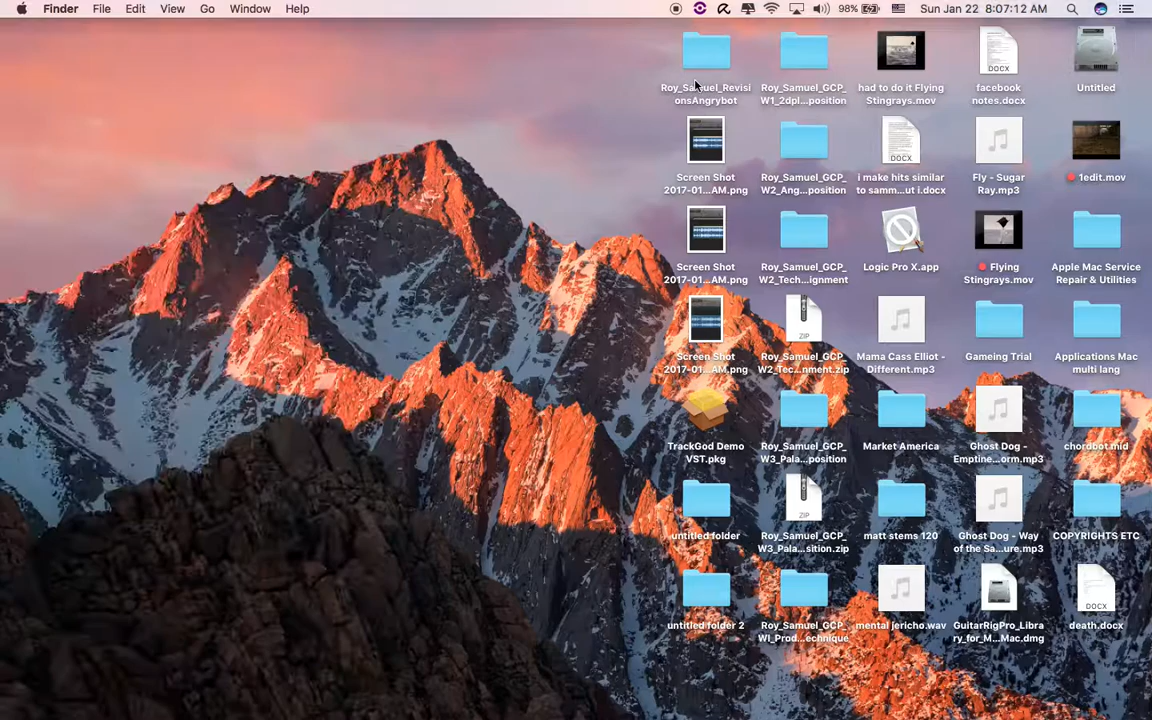 Finder File Edit View Go Window Help 98% Sun Jan 22 8:07:12 AM
Roy_Samuel_Revisi
onsAngrybot
Roy_Samuel_GCP_
W1_2dpl...position
had to do it Flying
Stingrays.mov
DOCX
facebook
notes.docx
Untitled
Screen Shot
2017-01...AM.png
Roy_Samuel_GCP_
W2_Ang...position
DOCX
i make hits similar
to samm...ut i.docx
Fly - Sugar
Ray.mp3
1edit.mov
Screen Shot
2017-01...AM.png
Roy_Samuel_GCP_
W2_Tech...ignment
Logic Pro X.app
Flying
Stingrays.mov
Apple Mac Service
Repair & Utilities
Screen Shot
2017-01...AM.png
ZIP
Roy_Samuel_GCP_
W2_Tec...nment.zip
Mama Cass Elliot -
Different.mp3
Gameing Trial
Applications Mac
multi lang
TrackGod Demo
VST.pkg
Roy_Samuel_GCP_
W3_Pala...position
Market America
Ghost Dog -
Emptine...orm.mp3
chordbot mid
untitled folder
ZIP
Roy_Samuel_GCP_
W3_Pala...sition.zip
matt stems 120
Ghost Dog - Way
of the Sa...ure.mp3
COPYRIGHTS ETC
untitled folder 2
Roy_Samuel_GCP_
WI_Prod...echnique
mental jericho.wav
GuitarRigPro_Libra
ry_for_M...Mac.dmg
DOCX
death.docx